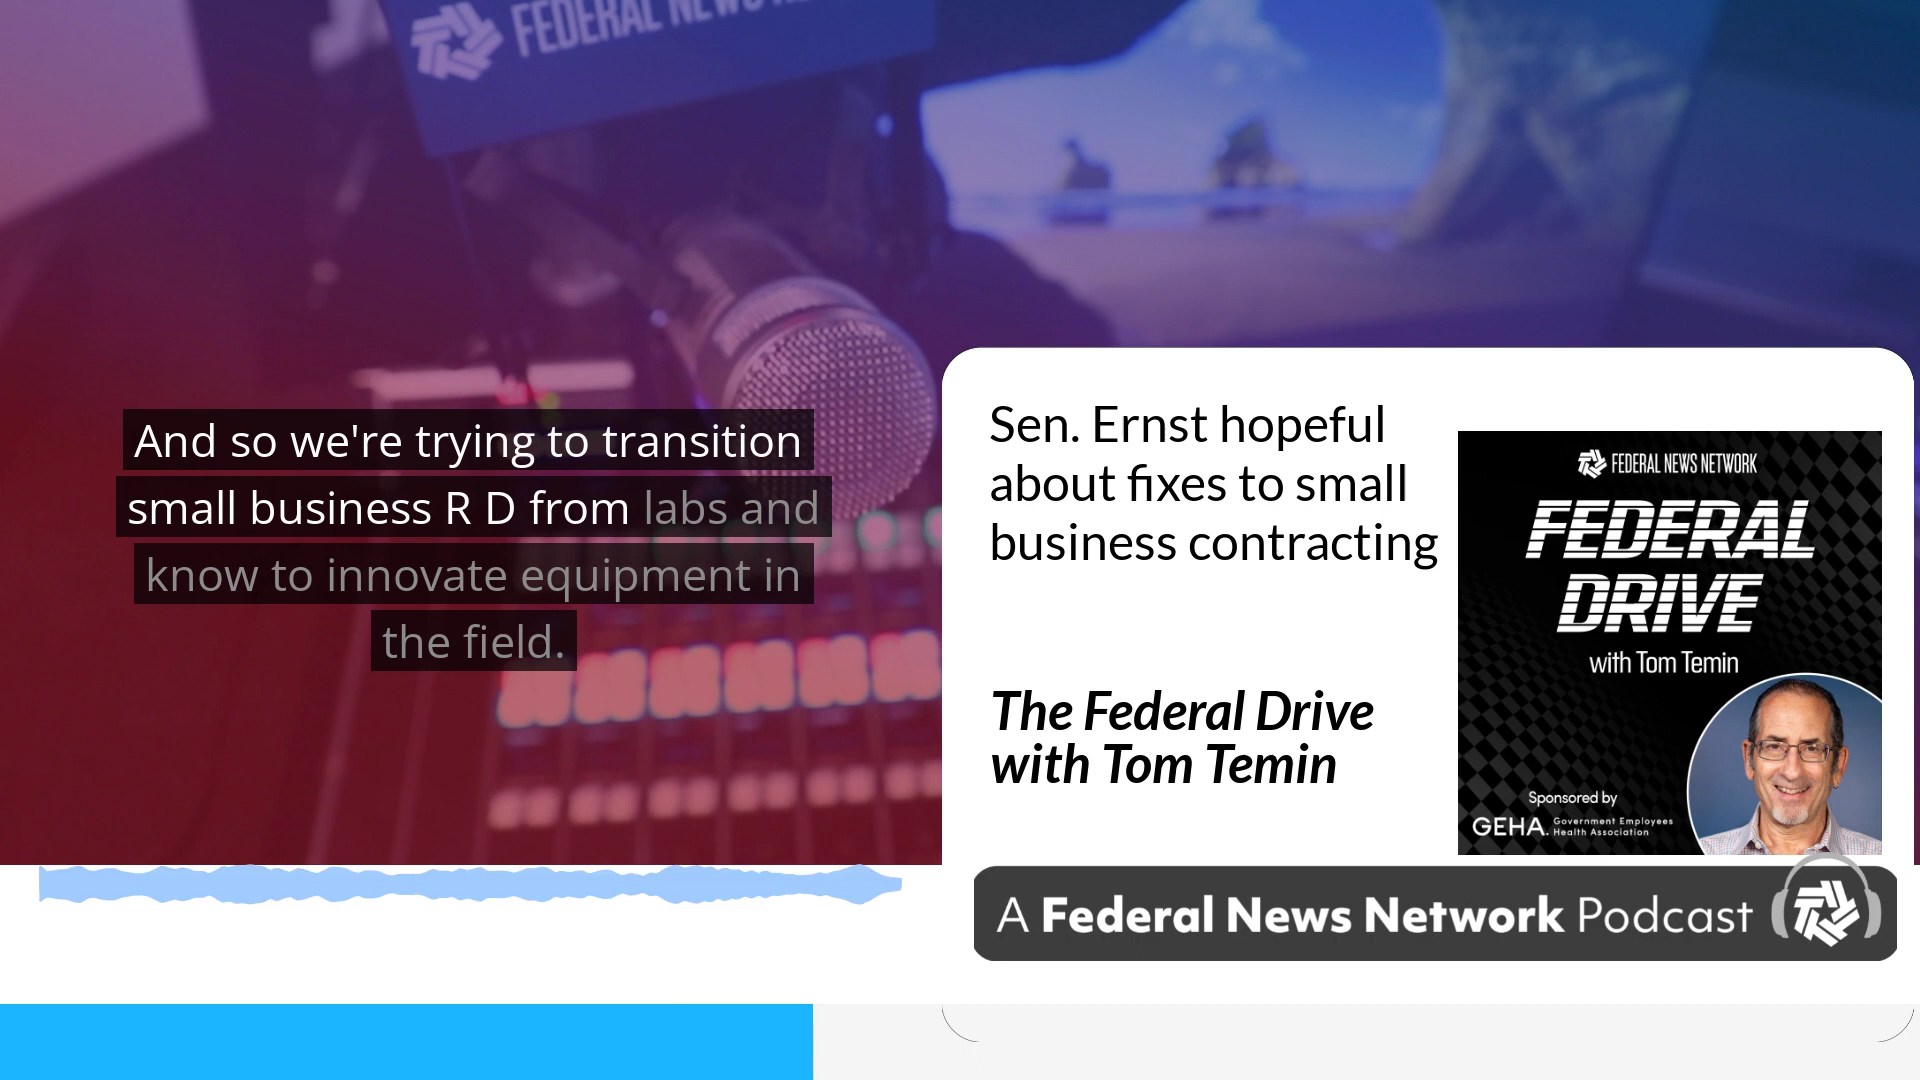 FEDERAL NEWS
And so we're trying to transition
small business R D from labs and
know to innovate equipment in
the field.
Sen. Ernst hopeful
about fixes to small
business contracting
The Federal Drive
with Tom Temin
FEDERAL NEWS NETWORK
FEDERAL
DRIVE
with Tom Temin
Sponsored by
GEHA. Government Employees
Health Association
A Federal News Network Podcast